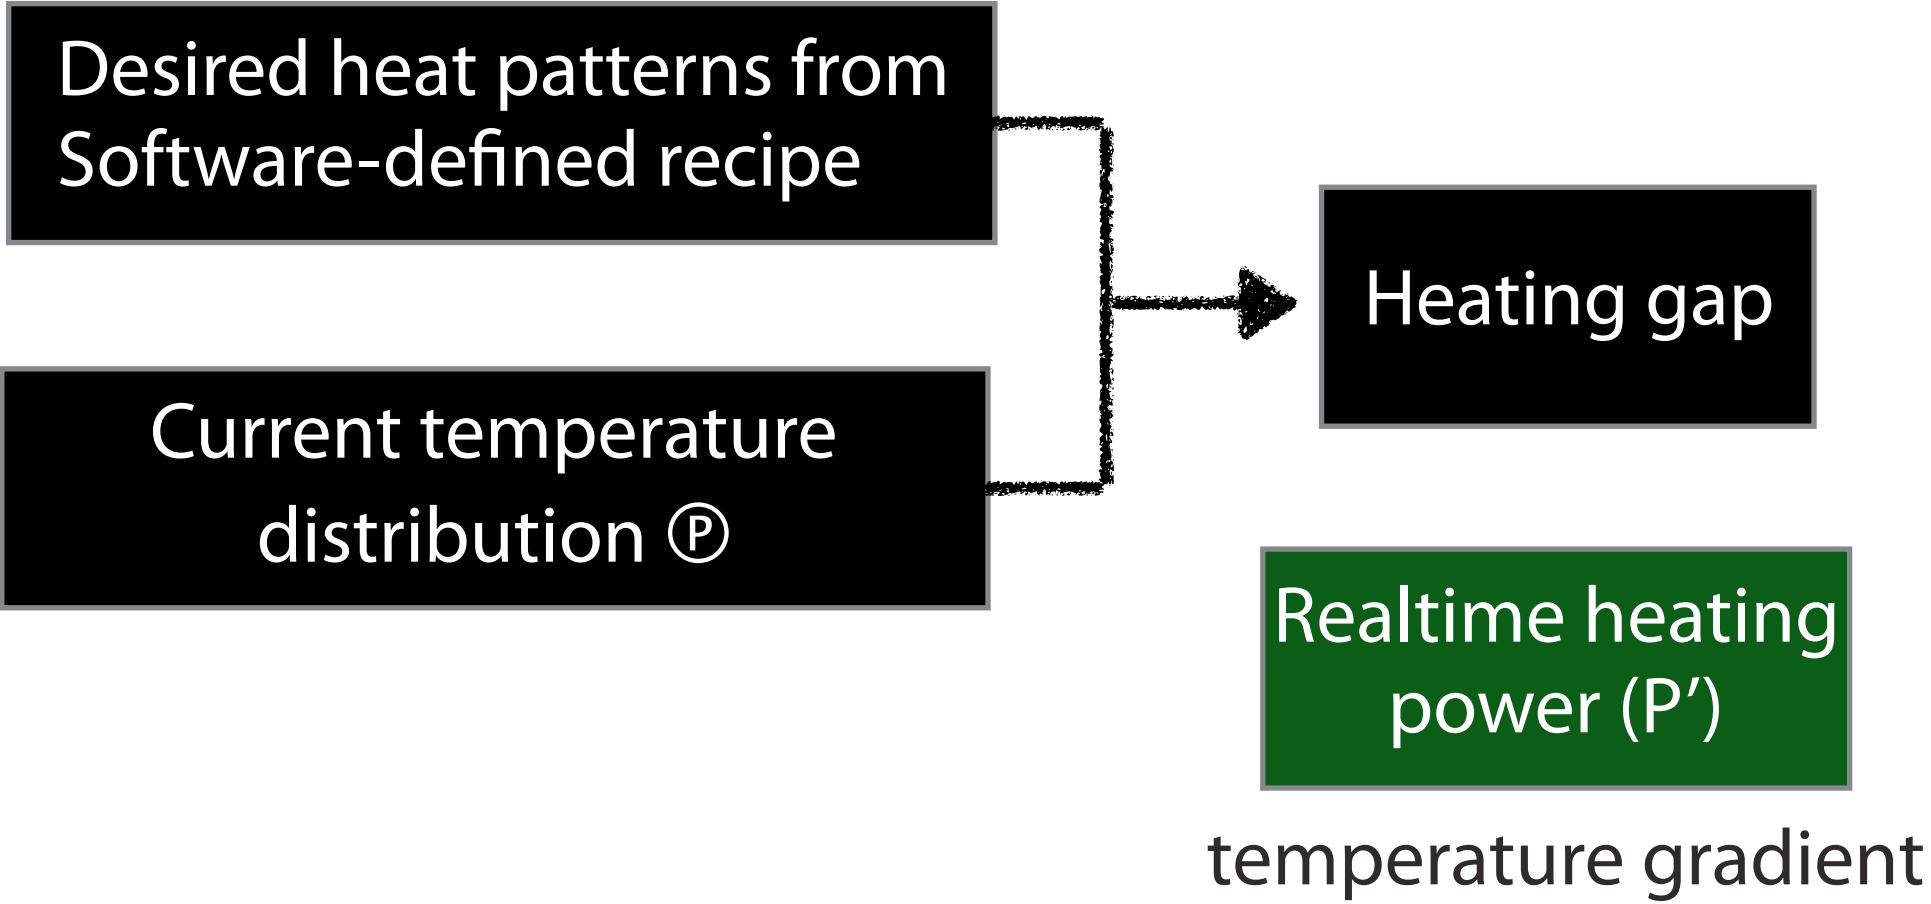 Desired heat patterns from
Software-defined recipe
Heating gap
Current temperature
distribution Ⓟ
Realtime heating
power (P’)
temperature gradient